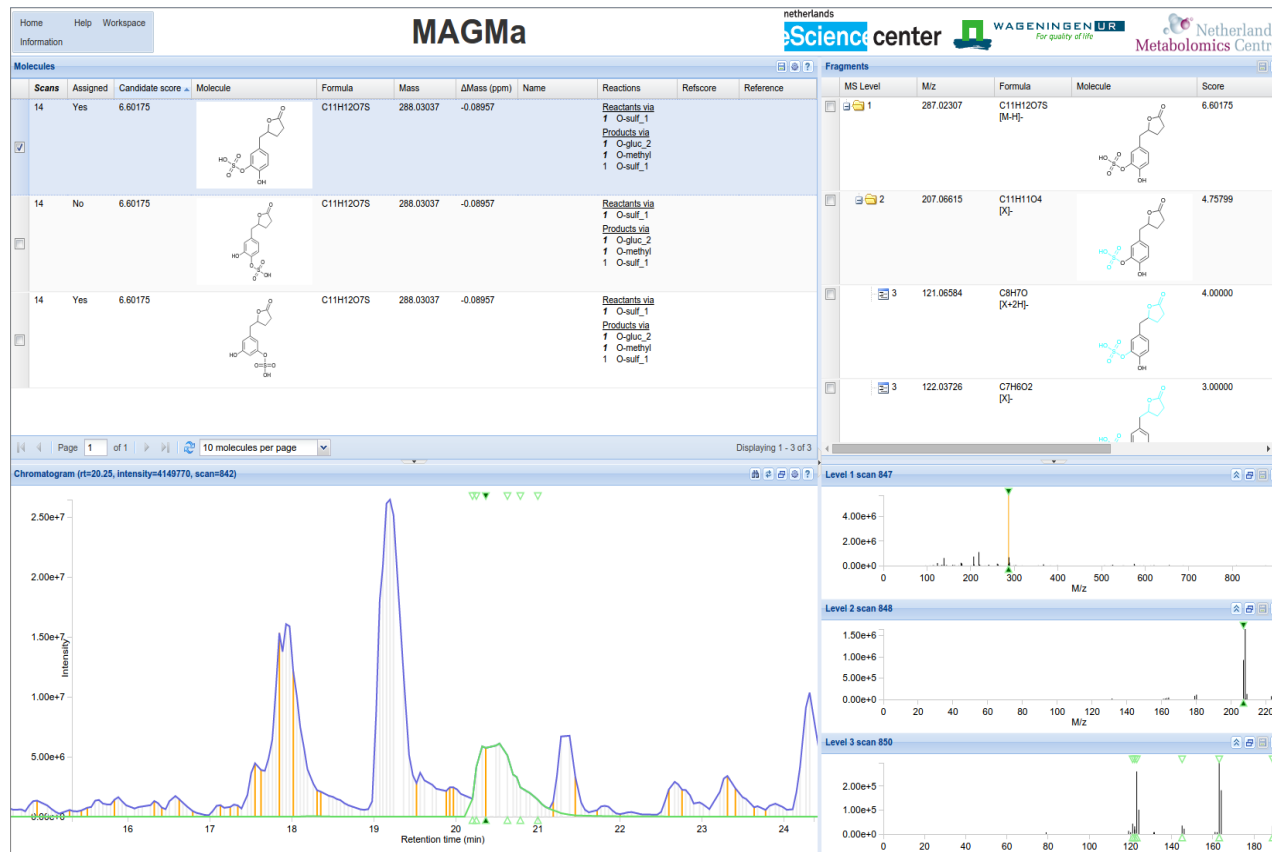 Home Help Workspace
Information
MAGMa
netherlands
eScience center
WAGENINGEN UR
For quality of life
Netherland
Metabolomics Centr
Molecules
Scans Assigned Candidate score Molecule Formula Mass ΔMass (ppm) Name Reactions Refscore Reference
14 Yes 6.60175 C11H12O7S 288.03037 -0.08957 Reactants via
1 O-sulf_1
Products via
1 O-gluc_2
1 O-methyl
1 O-sulf_1
14 No 6.60175 C11H12O7S 288.03037 -0.08957 Reactants via
1 O-sulf_1
Products via
1 O-gluc_2
1 O-methyl
1 O-sulf_1
14 Yes 6.60175 C11H12O7S 288.03037 -0.08957 Reactants via
1 O-sulf_1
Products via
1 O-gluc_2
1 O-methyl
1 O-sulf_1
Page 1 of 1 10 molecules per page Displaying 1 - 3 of 3
Fragments
MS Level M/z Formula Molecule Score
1 287.02307 C11H12O7S 6.60175
[M-H]-
2 207.06615 C11H11O4 4.75799
[X]-
3 121.06584 C8H7O 4.00000
[X+2H]-
3 122.03726 C7H6O2 3.00000
[X]-
Chromatogram (rt=20.25, intensity=4149770, scan=842)
2.50e+7
2.00e+7
1.50e+7
1.00e+7
5.00e+6
Intensity
16 17 18 19 20 21 22 23 24
Retention time (min)
Level 1 scan 847
4.00e+6
2.00e+6
0.00e+0
0 100 200 300 400 500 600 700 800
M/z
Level 2 scan 848
1.50e+6
1.00e+6
5.00e+5
0.00e+0
0 20 40 60 80 100 120 140 160 180 200 220
M/z
Level 3 scan 850
2.00e+5
1.00e+5
0.00e+0
0 20 40 60 80 100 120 140 160 180